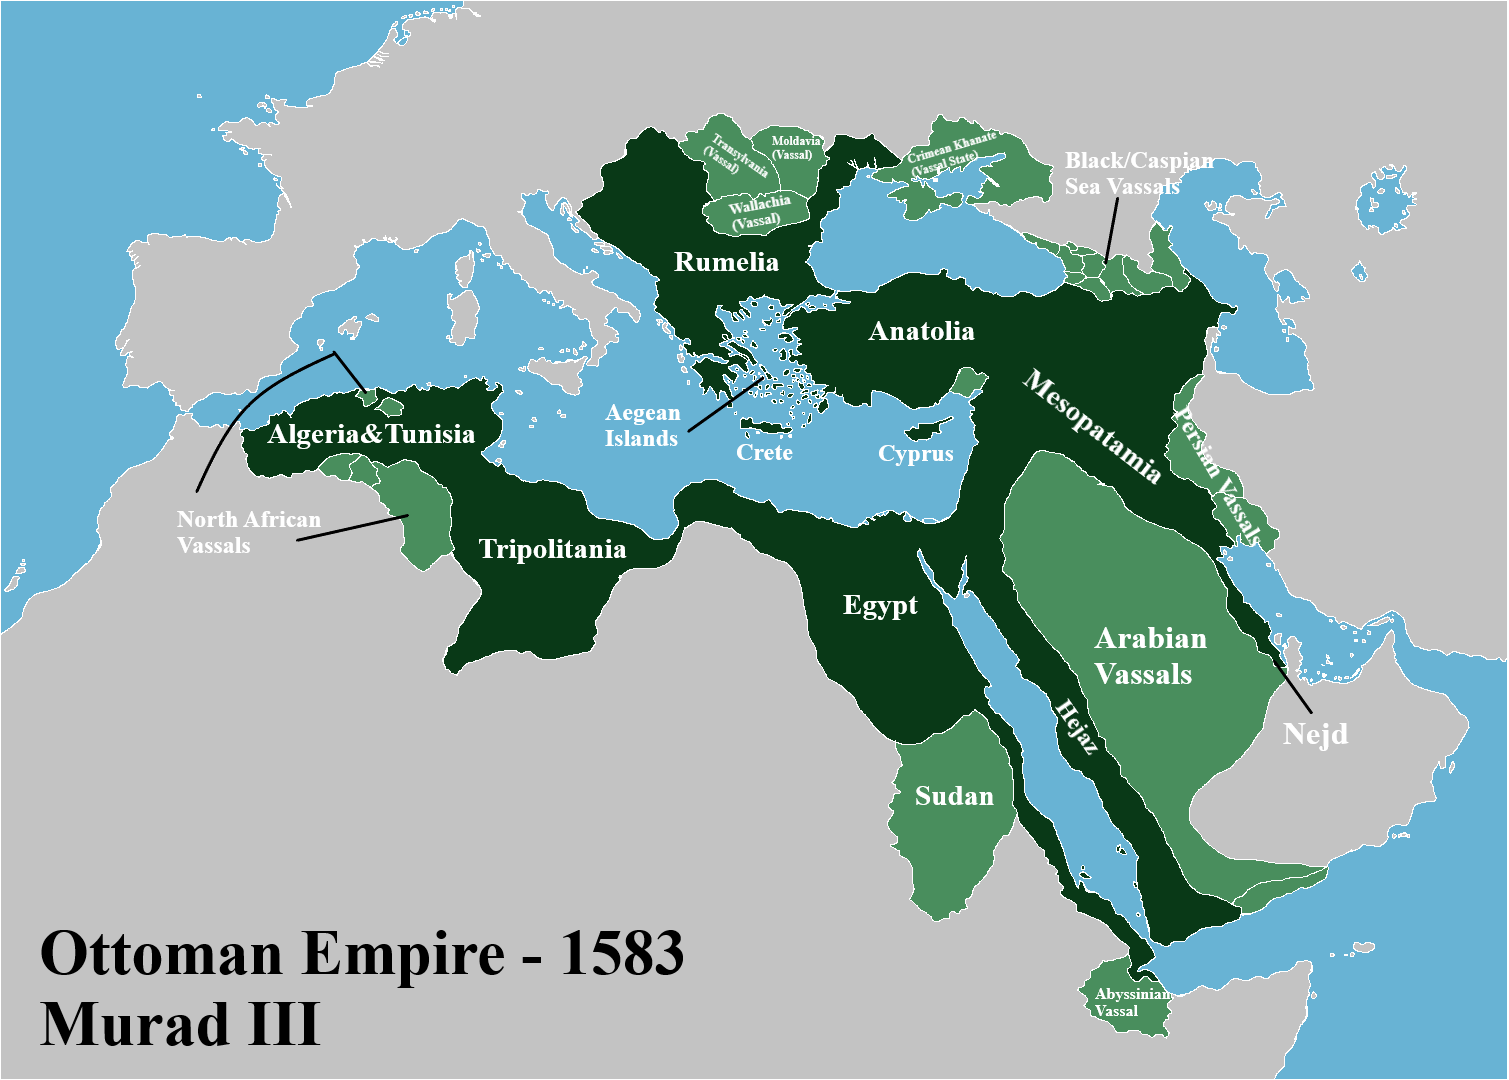 Transylvania
(Vassal)
Moldavia
(Vassal)
Crimean Khanate
(Vassal State)
Black/Caspian
Sea Vassals
Wallachia
(Vassal)
Rumelia
Anatolia
Mesopotamia
Persian Vassals
Aegean
Islands
Crete
Cyprus
Algeria&Tunisia
North African
Vassals
Tripolitania
Egypt
Arabian
Vassals
Hejaz
Nejd
Sudan
Abyssinian
Vassal
Ottoman Empire - 1583
Murad III